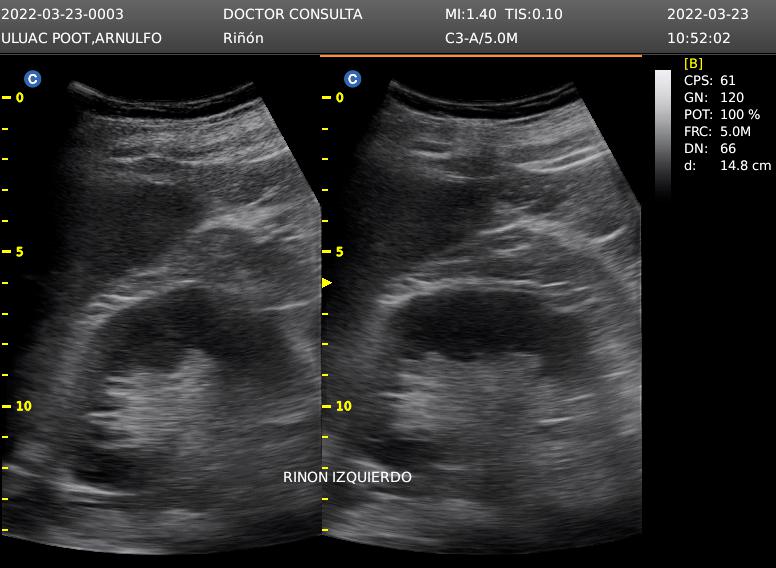 2022-03-23-0003 DOCTOR CONSULTA MI:1.40 TIS:0.10 2022-03-23
ULUAC POOT,ARNULFO Riñón C3-A/5.0M 10:52:02
[B]
CPS: 61
GN: 120
POT: 100 %
FRC: 5.0M
DN: 66
d: 14.8 cm
C C
0 0
5 5
10 10
RINON IZQUIERDO